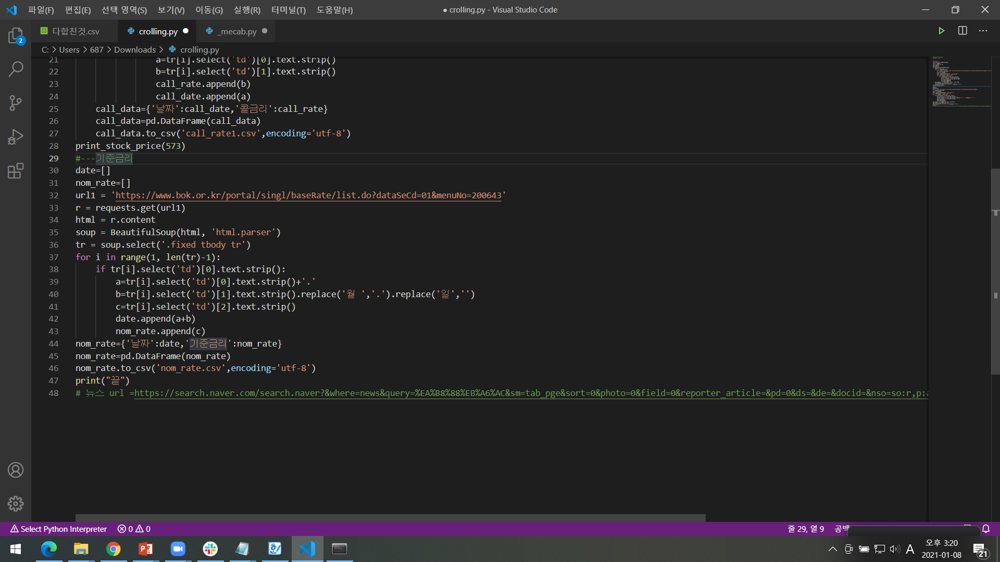 파일(F) 편집(E) 선택 영역(S) 보기(V) 이동(G) 실행(R) 터미널(T) 도움말(H) ● crolling.py - Visual Studio Code
다합친것.csv crolling.py _mecab.py
2
C: > Users > 687 > Downloads > crolling.py
21 a=tr[i].select('td')[0].text.strip()
22 b=tr[i].select('td')[1].text.strip()
23 call_rate.append(b)
24 call_date.append(a)
25 call_data={'날짜':call_date,'콜금리':call_rate}
26 call_data=pd.DataFrame(call_data)
27 call_data.to_csv('call_rate1.csv',encoding='utf-8')
28 print_stock_price(573)
29 #---기준금리
30 date=[]
31 nom_rate=[]
32 url1 = 'https://www.bok.or.kr/portal/singl/baseRate/list.do?dataSeCd=01&menuNo=200643'
33 r = requests.get(url1)
34 html = r.content
35 soup = BeautifulSoup(html, 'html.parser')
36 tr = soup.select('.fixed tbody tr')
37 for i in range(1, len(tr)-1):
38 if tr[i].select('td')[0].text.strip():
39 a=tr[i].select('td')[0].text.strip()+'.'
40 b=tr[i].select('td')[1].text.strip().replace('월 ','.').replace('일','')
41 c=tr[i].select('td')[2].text.strip()
42 date.append(a+b)
43 nom_rate.append(c)
44 nom_rate={'날짜':date,'기준금리':nom_rate}
45 nom_rate=pd.DataFrame(nom_rate)
46 nom_rate.to_csv('nom_rate.csv',encoding='utf-8')
47 print("끝")
48 # 뉴스 url =https://search.naver.com/search.naver?&where=news&query=%EA%B8%88%EB%A6%AC&sm=tab_pge&sort=0&photo=0&field=0&reporter_article=&pd=0&ds=&de=&docid=&nso=so:r,p:a
Select Python Interpreter 0 0 줄 29, 열 9 공백
A 오후 3:20
2021-01-08
21